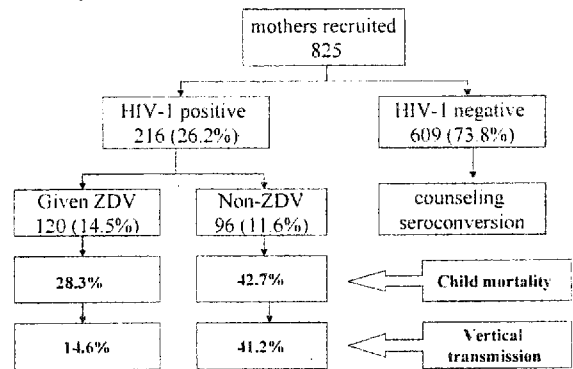 mothers recruited
825
HIV-1 positive
216 (26.2%)
HIV-1 negative
609 (73.8%)
Given ZDV
120 (14.5%)
Non-ZDV
96 (11.6%)
counseling
seroconversion
28.3%
42.7%
Child mortality
14.6%
41.2%
Vertical
transmission